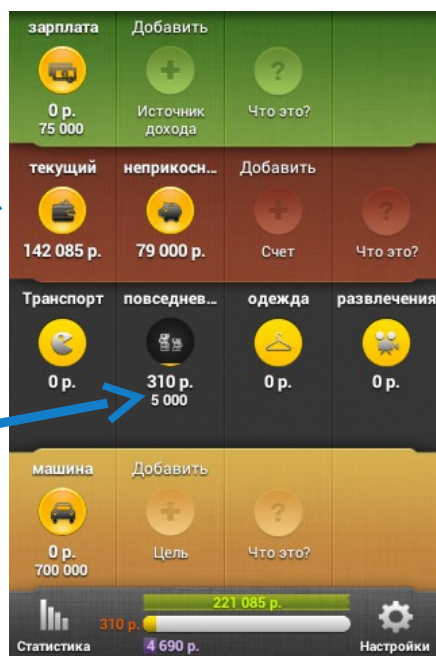 зарплата Добавить
0 р. Источник Что это?
75 000 дохода
текущий неприкосн... Добавить
142 085 р. 79 000 р. Счет Что это?
Транспорт повседнев... одежда развлечения
0 р. 310 р. 0 р. 0 р.
5 000
машина Добавить
0 р. Цель Что это?
700 000
221 085 р.
310 р.
Статистика 4 690 р. Настройки